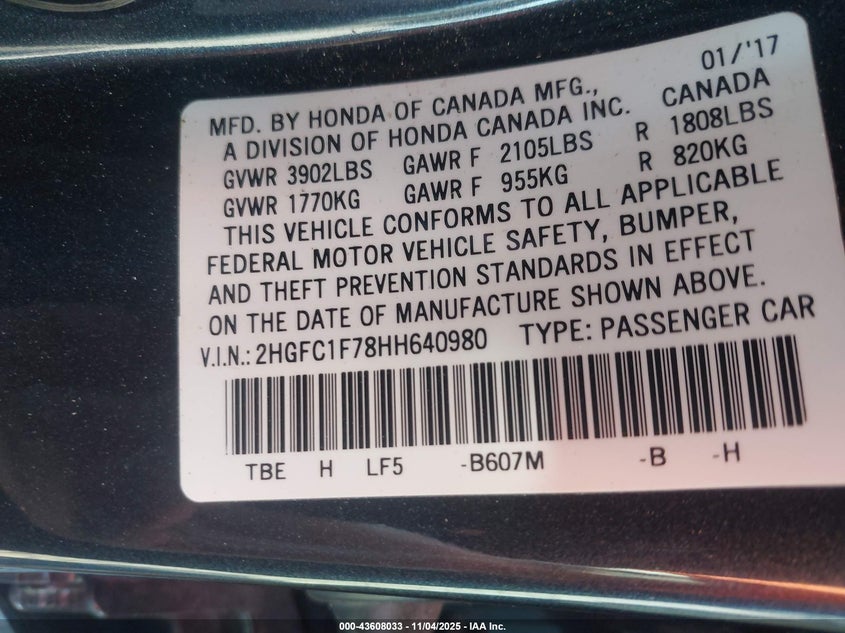 01/'17
MFD. BY HONDA OF CANADA MFG.,
A DIVISION OF HONDA CANADA INC. CANADA
GVWR 3902LBS GAWR F 2105LBS R 1808LBS
GVWR 1770KG GAWR F 955KG R 820KG
THIS VEHICLE CONFORMS TO ALL APPLICABLE
FEDERAL MOTOR VEHICLE SAFETY, BUMPER,
AND THEFT PREVENTION STANDARDS IN EFFECT
ON THE DATE OF MANUFACTURE SHOWN ABOVE.
V.I.N.: 2HGFC1F78HH640980 TYPE: PASSENGER CAR
TBE H LF5 -B607M -B -H
000-43608033 - 11/04/2025 - IAA Inc.